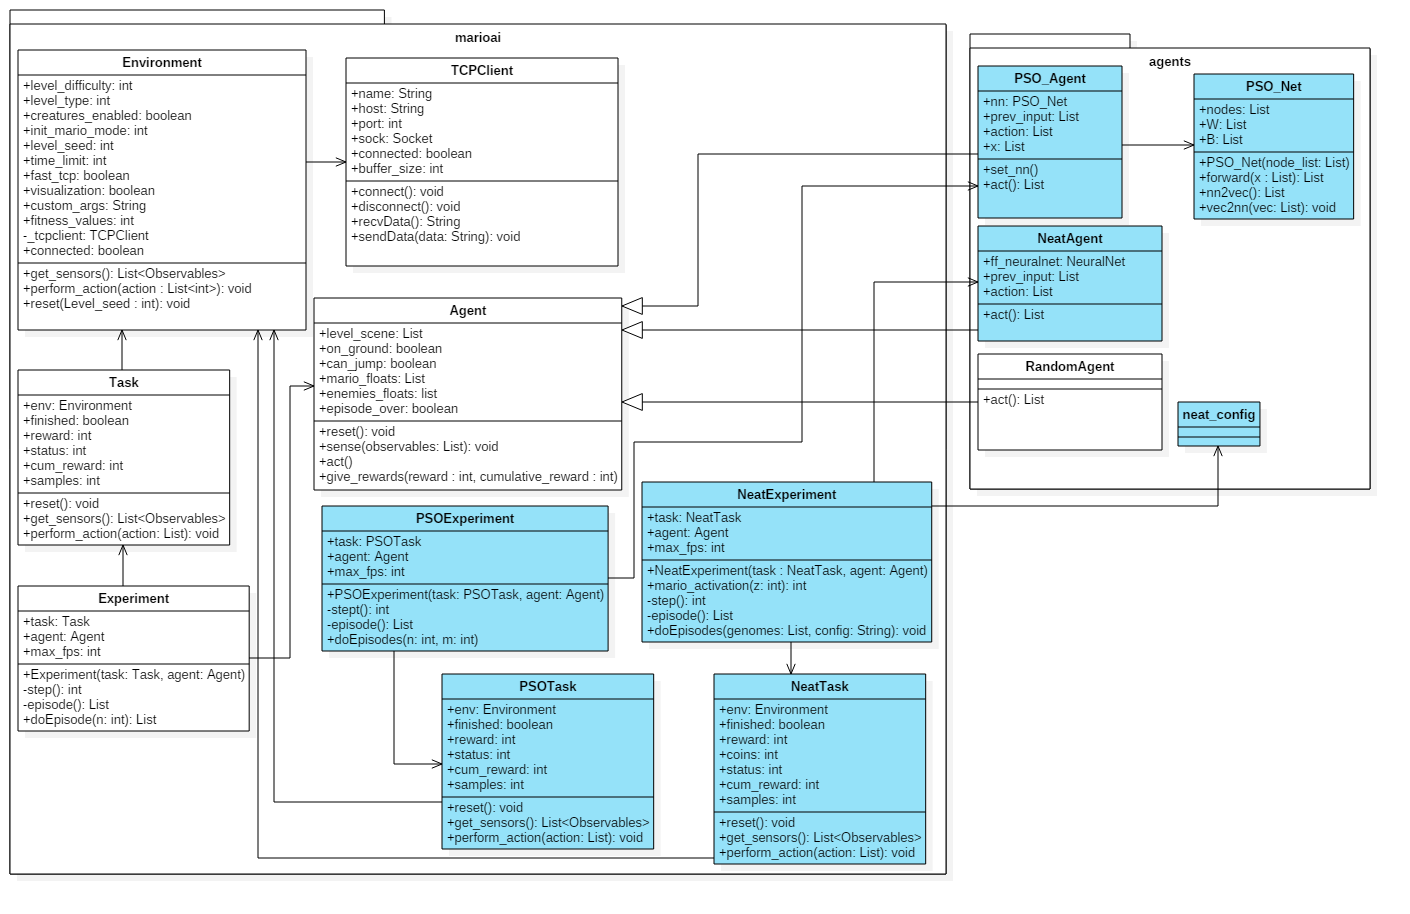 marioai
Environment
+level_difficulty: int
+level_type: int
+creatures_enabled: boolean
+init_mario_mode: int
+level_seed: int
+time_limit: int
+fast_tcp: boolean
+visualization: boolean
+custom_args: String
+fitness_values: int
-_tcpclient: TCPClient
+connected: boolean
+get_sensors(): List<Observables>
+perform_action(action : List<int>): void
+reset(Level_seed : int): void
TCPClient
+name: String
+host: String
+port: int
+sock: Socket
+connected: boolean
+buffer_size: int
+connect(): void
+disconnect(): void
+recvData(): String
+sendData(data: String): void
Agent
+level_scene: List
+on_ground: boolean
+can_jump: boolean
+mario_floats: List
+enemies_floats: list
+episode_over: boolean
+reset(): void
+sense(observables: List): void
+act()
+give_rewards(reward : int, cumulative_reward : int)
Task
+env: Environment
+finished: boolean
+reward: int
+status: int
+cum_reward: int
+samples: int
+reset(): void
+get_sensors(): List<Observables>
+perform_action(action: List): void
Experiment
+task: Task
+agent: Agent
+max_fps: int
+Experiment(task: Task, agent: Agent)
-step(): int
-episode(): List
+doEpisode(n: int): List
PSOExperiment
+task: PSOTask
+agent: Agent
+max_fps: int
+PSOExperiment(task: PSOTask, agent: Agent)
-stept(): int
-episode(): List
+doEpisodes(n: int, m: int)
NeatExperiment
+task: NeatTask
+agent: Agent
+max_fps: int
+NeatExperiment(task : NeatTask, agent: Agent)
+mario_activation(z: int): int
-step(): int
-episode(): List
+doEpisodes(genomes: List, config: String): void
PSOTask
+env: Environment
+finished: boolean
+reward: int
+status: int
+cum_reward: int
+samples: int
+reset(): void
+get_sensors(): List<Observables>
+perform_action(action: List): void
NeatTask
+env: Environment
+finished: boolean
+reward: int
+coins: int
+status: int
+cum_reward: int
+samples: int
+reset(): void
+get_sensors(): List<Observables>
+perform_action(action: List): void
agents
PSO_Agent
+nn: PSO_Net
+prev_input: List
+action: List
+x: List
+set_nn()
+act(): List
PSO_Net
+nodes: List
+W: List
+B: List
+PSO_Net(node_list: List)
+forward(x : List): List
+nn2vec(): List
+vec2nn(vec: List): void
NeatAgent
+ff_neuralnet: NeuralNet
+prev_input: List
+action: List
+act(): List
RandomAgent
+act(): List
neat_config